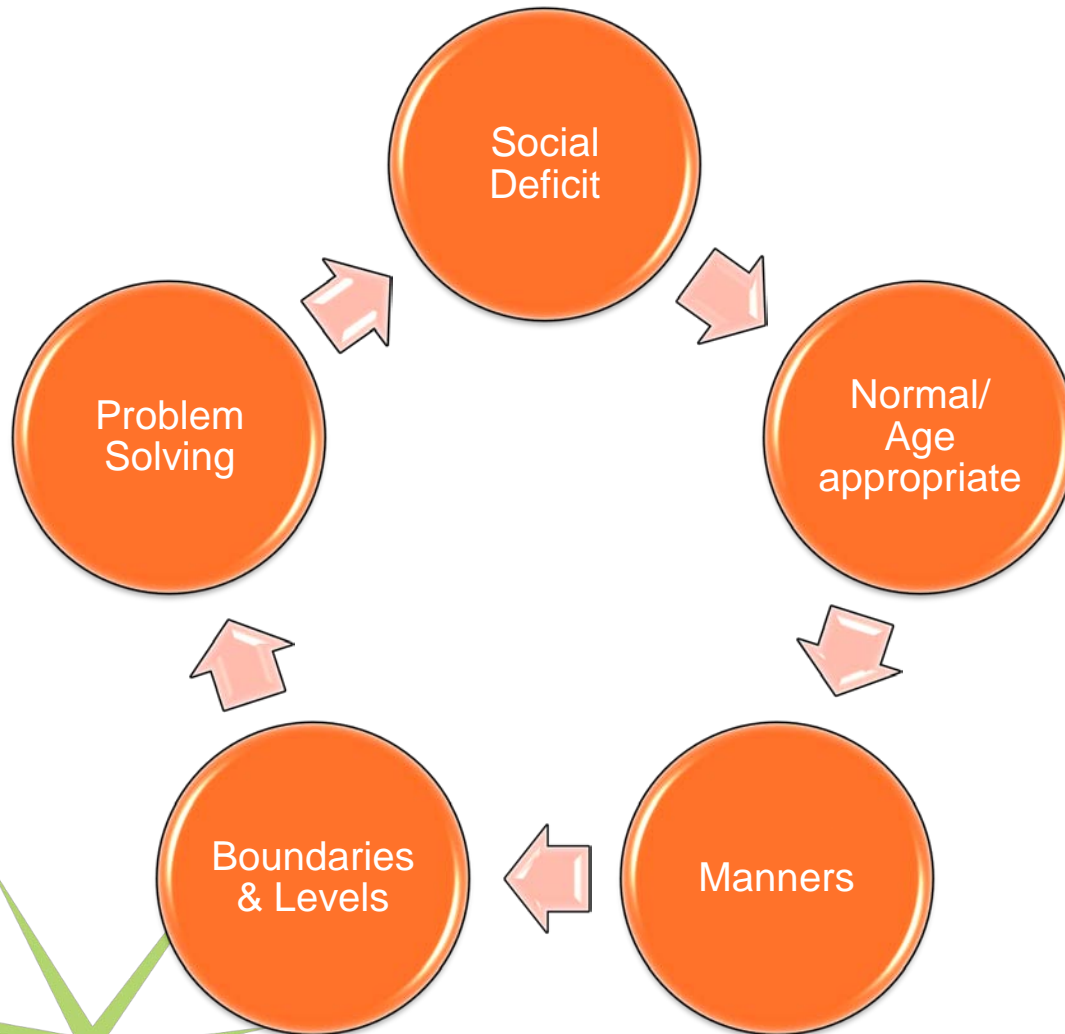 Social
Deficit
Normal/
Age
appropriate
Manners
Boundaries
& Levels
Problem
Solving